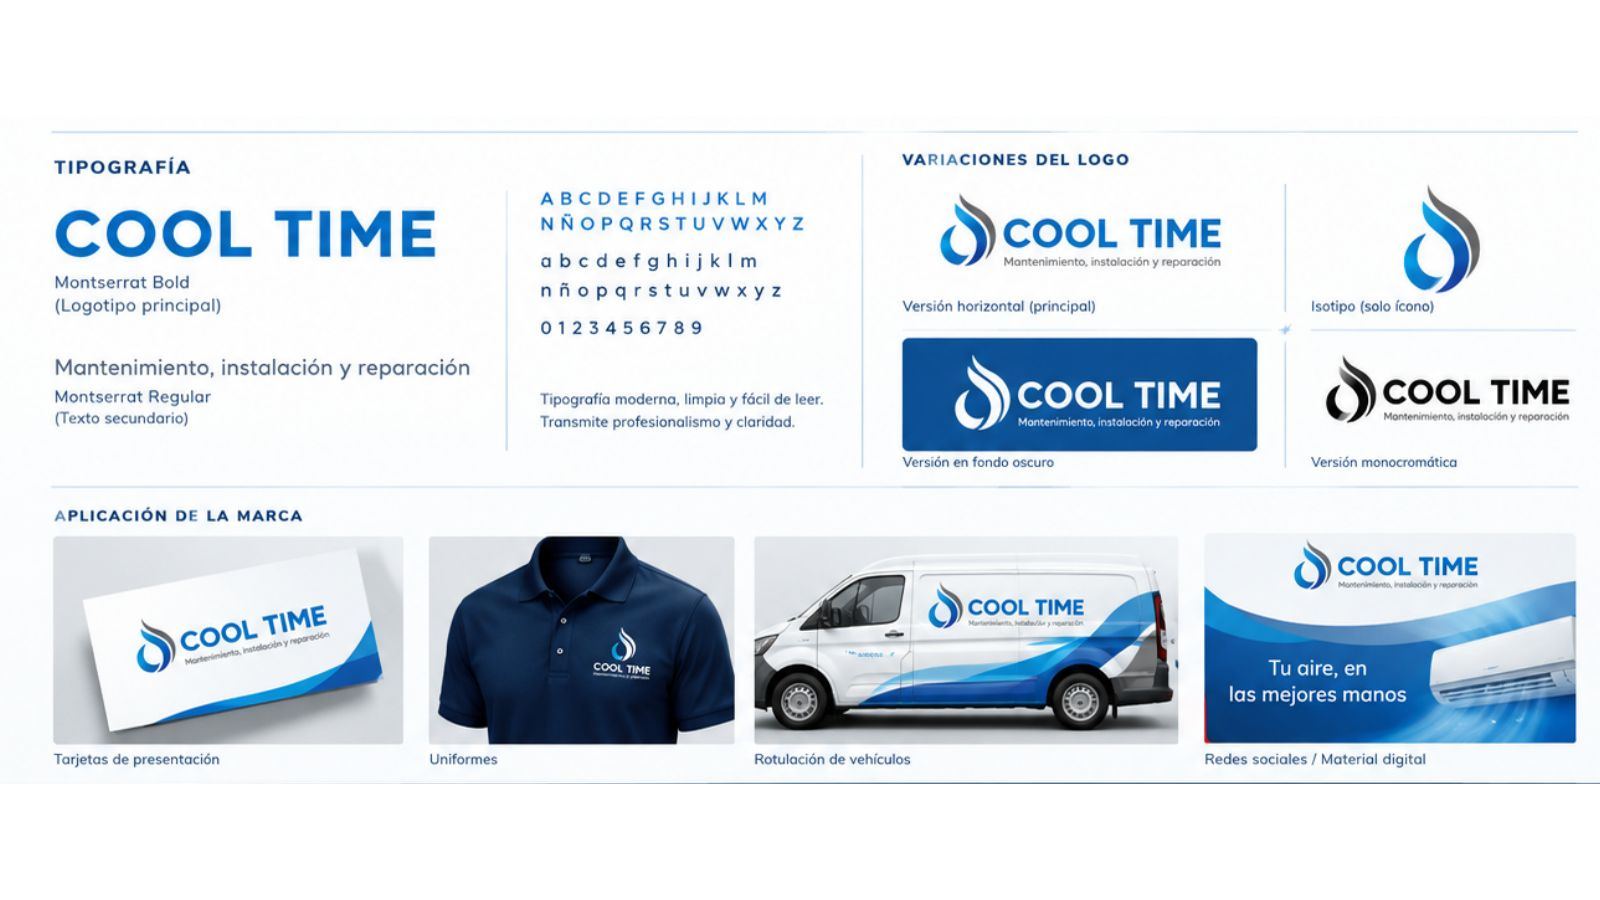 TIPOGRAFÍA
COOL TIME
Montserrat Bold
(Logotipo principal)
Mantenimiento, instalación y reparación
Montserrat Regular
(Texto secundario)
A B C D E F G H I J K L M
N Ñ O P Q R S T U V W X Y Z
a b c d e f g h i j k l m
n ñ o p q r s t u v w x y z
0 1 2 3 4 5 6 7 8 9
Tipografía moderna, limpia y fácil de leer.
Transmite profesionalismo y claridad.
VARIACIONES DEL LOGO
COOL TIME
Mantenimiento, instalación y reparación
Versión horizontal (principal)
Isotipo (solo ícono)
COOL TIME
Mantenimiento, instalación y reparación
Versión en fondo oscuro
COOL TIME
Mantenimiento, instalación y reparación
Versión monocromática
APLICACIÓN DE LA MARCA
COOL TIME
Mantenimiento, instalación y reparación
Tarjetas de presentación
COOL TIME
Uniformes
COOL TIME
Mantenimiento, instalación y reparación
Rotulación de vehículos
COOL TIME
Mantenimiento, instalación y reparación
Tu aire, en
las mejores manos
Redes sociales / Material digital